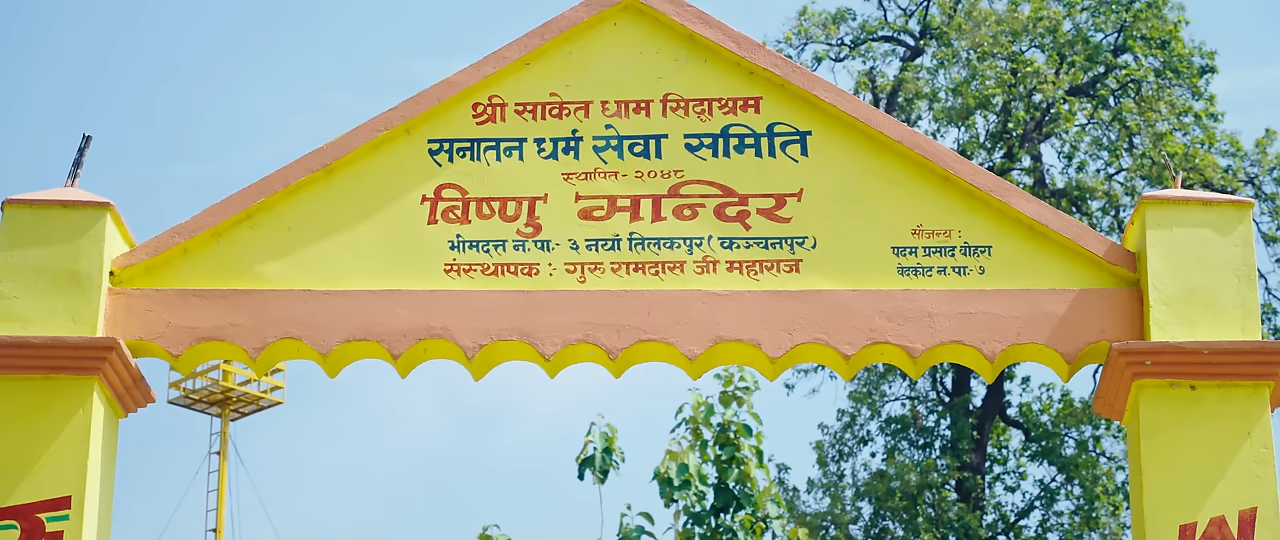 श्री साकेत धाम सिद्धाश्रम
सनातन धर्म सेवा समिति
स्थापित - २०४८
बिष्णु मान्दिर
भीमदत्त न.पा.- ३ नयाँ तिलकपुर (कञ्चनपुर)
संस्थापक :- गुरु रामदास जी महाराज
सौजन्य :
पदम प्रसाद वोहरा
वेदकोट न.पा.- ७